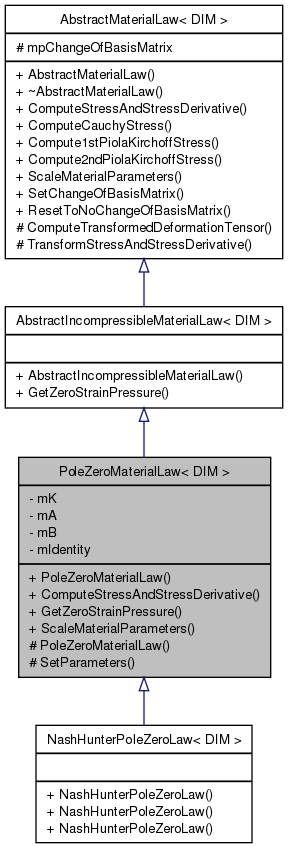 AbstractMaterialLaw< DIM >
# mpChangeOfBasisMatrix
+ AbstractMaterialLaw()
+ ~AbstractMaterialLaw()
+ ComputeStressAndStressDerivative()
+ ComputeCauchyStress()
+ Compute1stPiolaKirchoffStress()
+ Compute2ndPiolaKirchoffStress()
+ ScaleMaterialParameters()
+ SetChangeOfBasisMatrix()
+ ResetToNoChangeOfBasisMatrix()
# ComputeTransformedDeformationTensor()
# TransformStressAndStressDerivative()
AbstractIncompressibleMaterialLaw< DIM >
+ AbstractIncompressibleMaterialLaw()
+ GetZeroStrainPressure()
PoleZeroMaterialLaw< DIM >
- mK
- mA
- mB
- mIdentity
+ PoleZeroMaterialLaw()
+ ComputeStressAndStressDerivative()
+ GetZeroStrainPressure()
+ ScaleMaterialParameters()
# PoleZeroMaterialLaw()
# SetParameters()
NashHunterPoleZeroLaw< DIM >
+ NashHunterPoleZeroLaw()
+ NashHunterPoleZeroLaw()
+ NashHunterPoleZeroLaw()